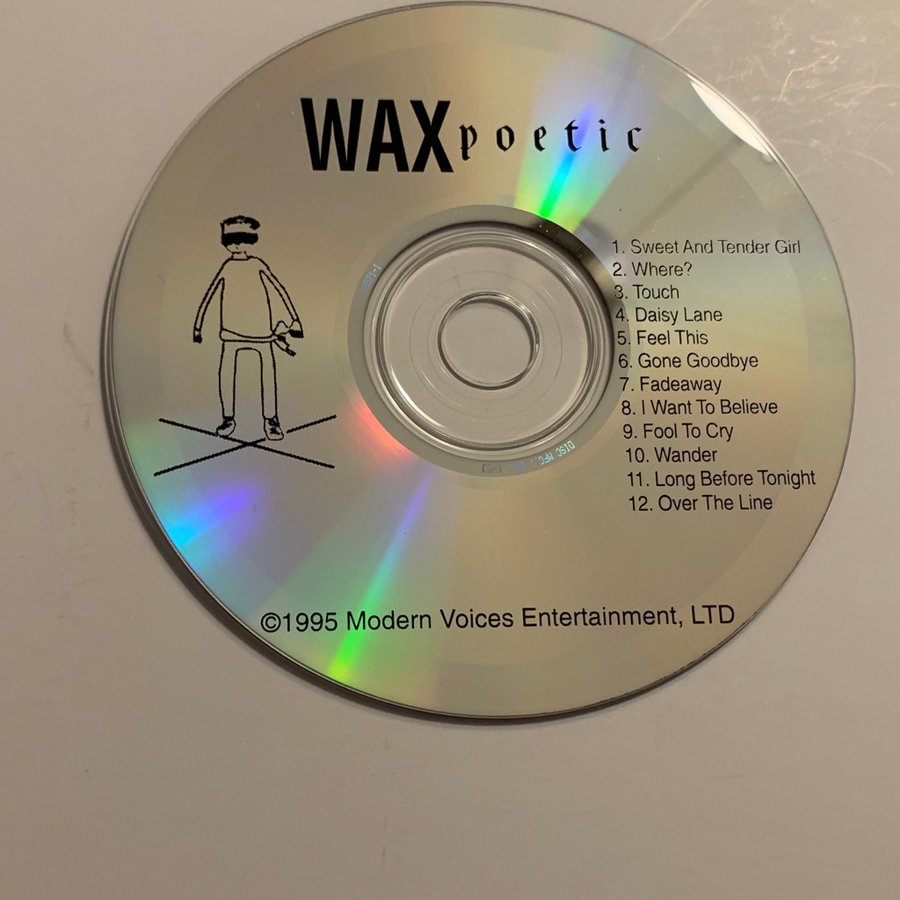 WAX poetic
1. Sweet And Tender Girl
2. Where?
3. Touch
4. Daisy Lane
5. Feel This
6. Gone Goodbye
7. Fadeaway
8. I Want To Believe
9. Fool To Cry
10. Wander
11. Long Before Tonight
12. Over The Line
DISC MFG
©1995 Modern Voices Entertainment, LTD